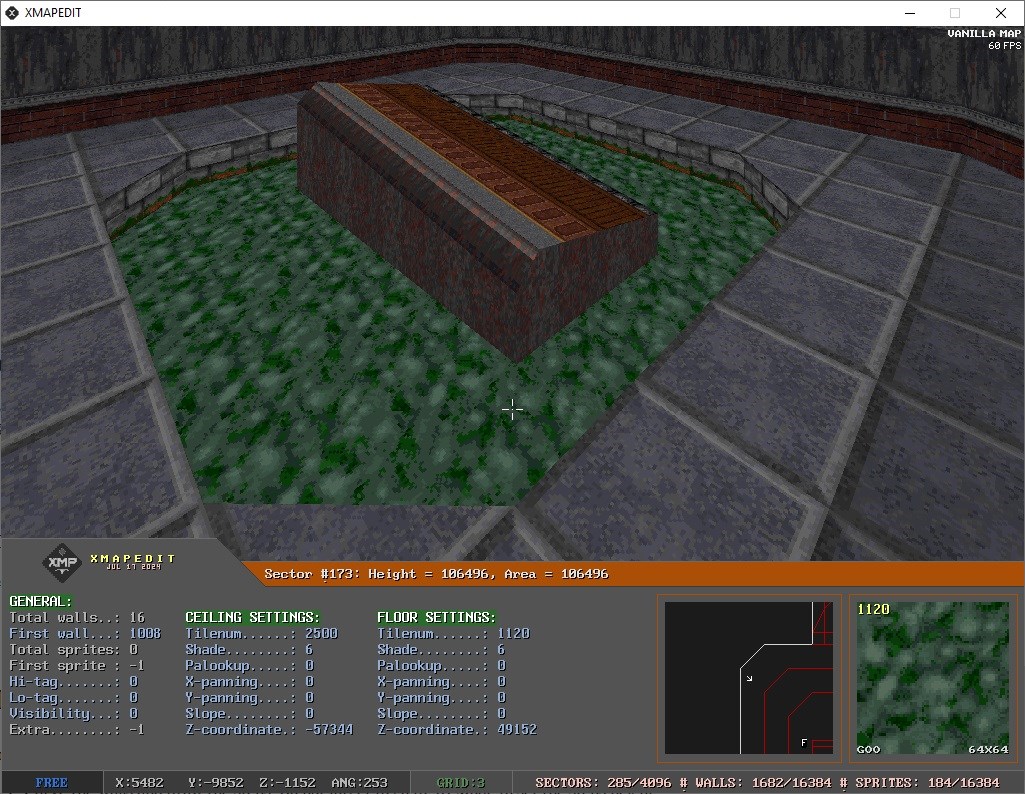 XMAPEDIT
VANILLA MAP
60 FPS
XMP
XMAPEDIT
JUL 17 2024
Sector #173: Height = 106496, Area = 106496
GENERAL:
Total walls..: 16
First wall...: 1008
Total sprites: 0
First sprite : -1
Hi-tag.......: 0
Lo-tag.......: 0
Visibility...: 0
Extra........: -1
CEILING SETTINGS:
Tilenum......: 2500
Shade........: 6
Palookup.....: 0
X-panning....: 0
Y-panning....: 0
Slope........: 0
Z-coordinate.: -57344
FLOOR SETTINGS:
Tilenum......: 1120
Shade........: 6
Palookup.....: 0
X-panning....: 0
Y-panning....: 0
Slope........: 0
Z-coordinate.: 49152
F
1120
GOO 64X64
FREE X:5482 Y:-9852 Z:-1152 ANG:253 GRID:3 SECTORS: 285/4096 # WALLS: 1682/16384 # SPRITES: 184/16384